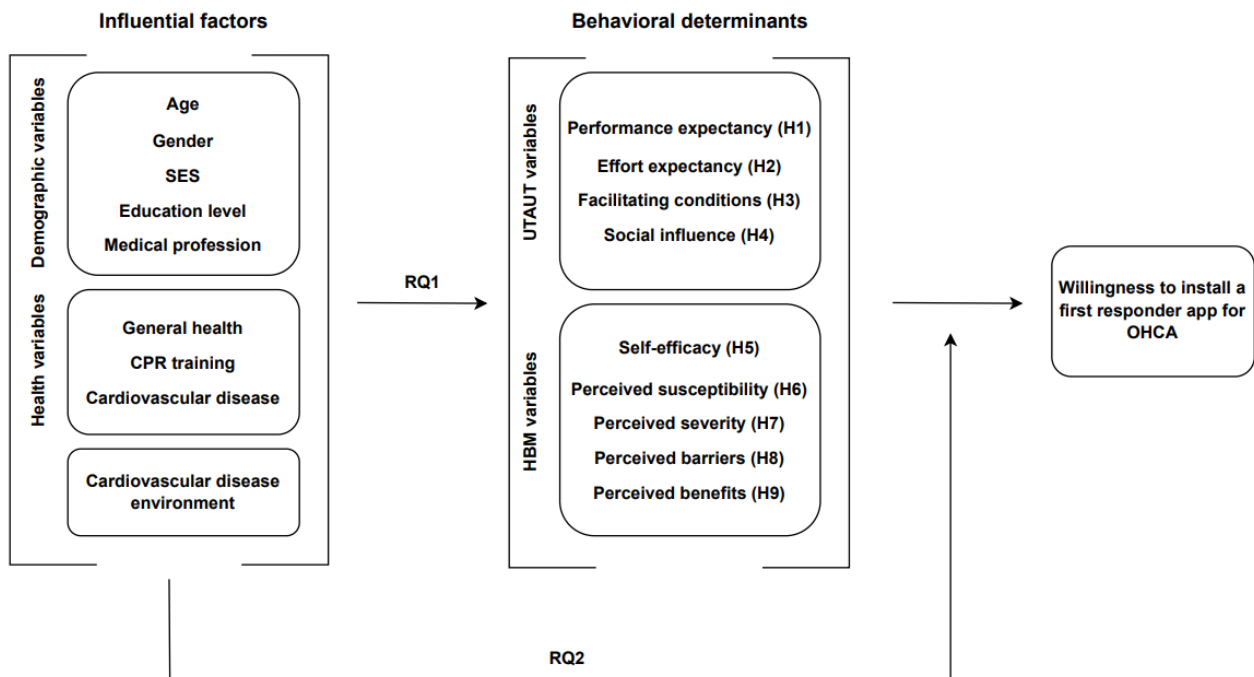 Influential factors
Behavioral determinants
Demographic variables
Age
Gender
SES
Education level
Medical profession
Health variables
General health
CPR training
Cardiovascular disease
Cardiovascular disease
environment
RQ1
UTAUT variables
Performance expectancy (H1)
Effort expectancy (H2)
Facilitating conditions (H3)
Social influence (H4)
HBM variables
Self-efficacy (H5)
Perceived susceptibility (H6)
Perceived severity (H7)
Perceived barriers (H8)
Perceived benefits (H9)
Willingness to install a
first responder app for
OHCA
RQ2